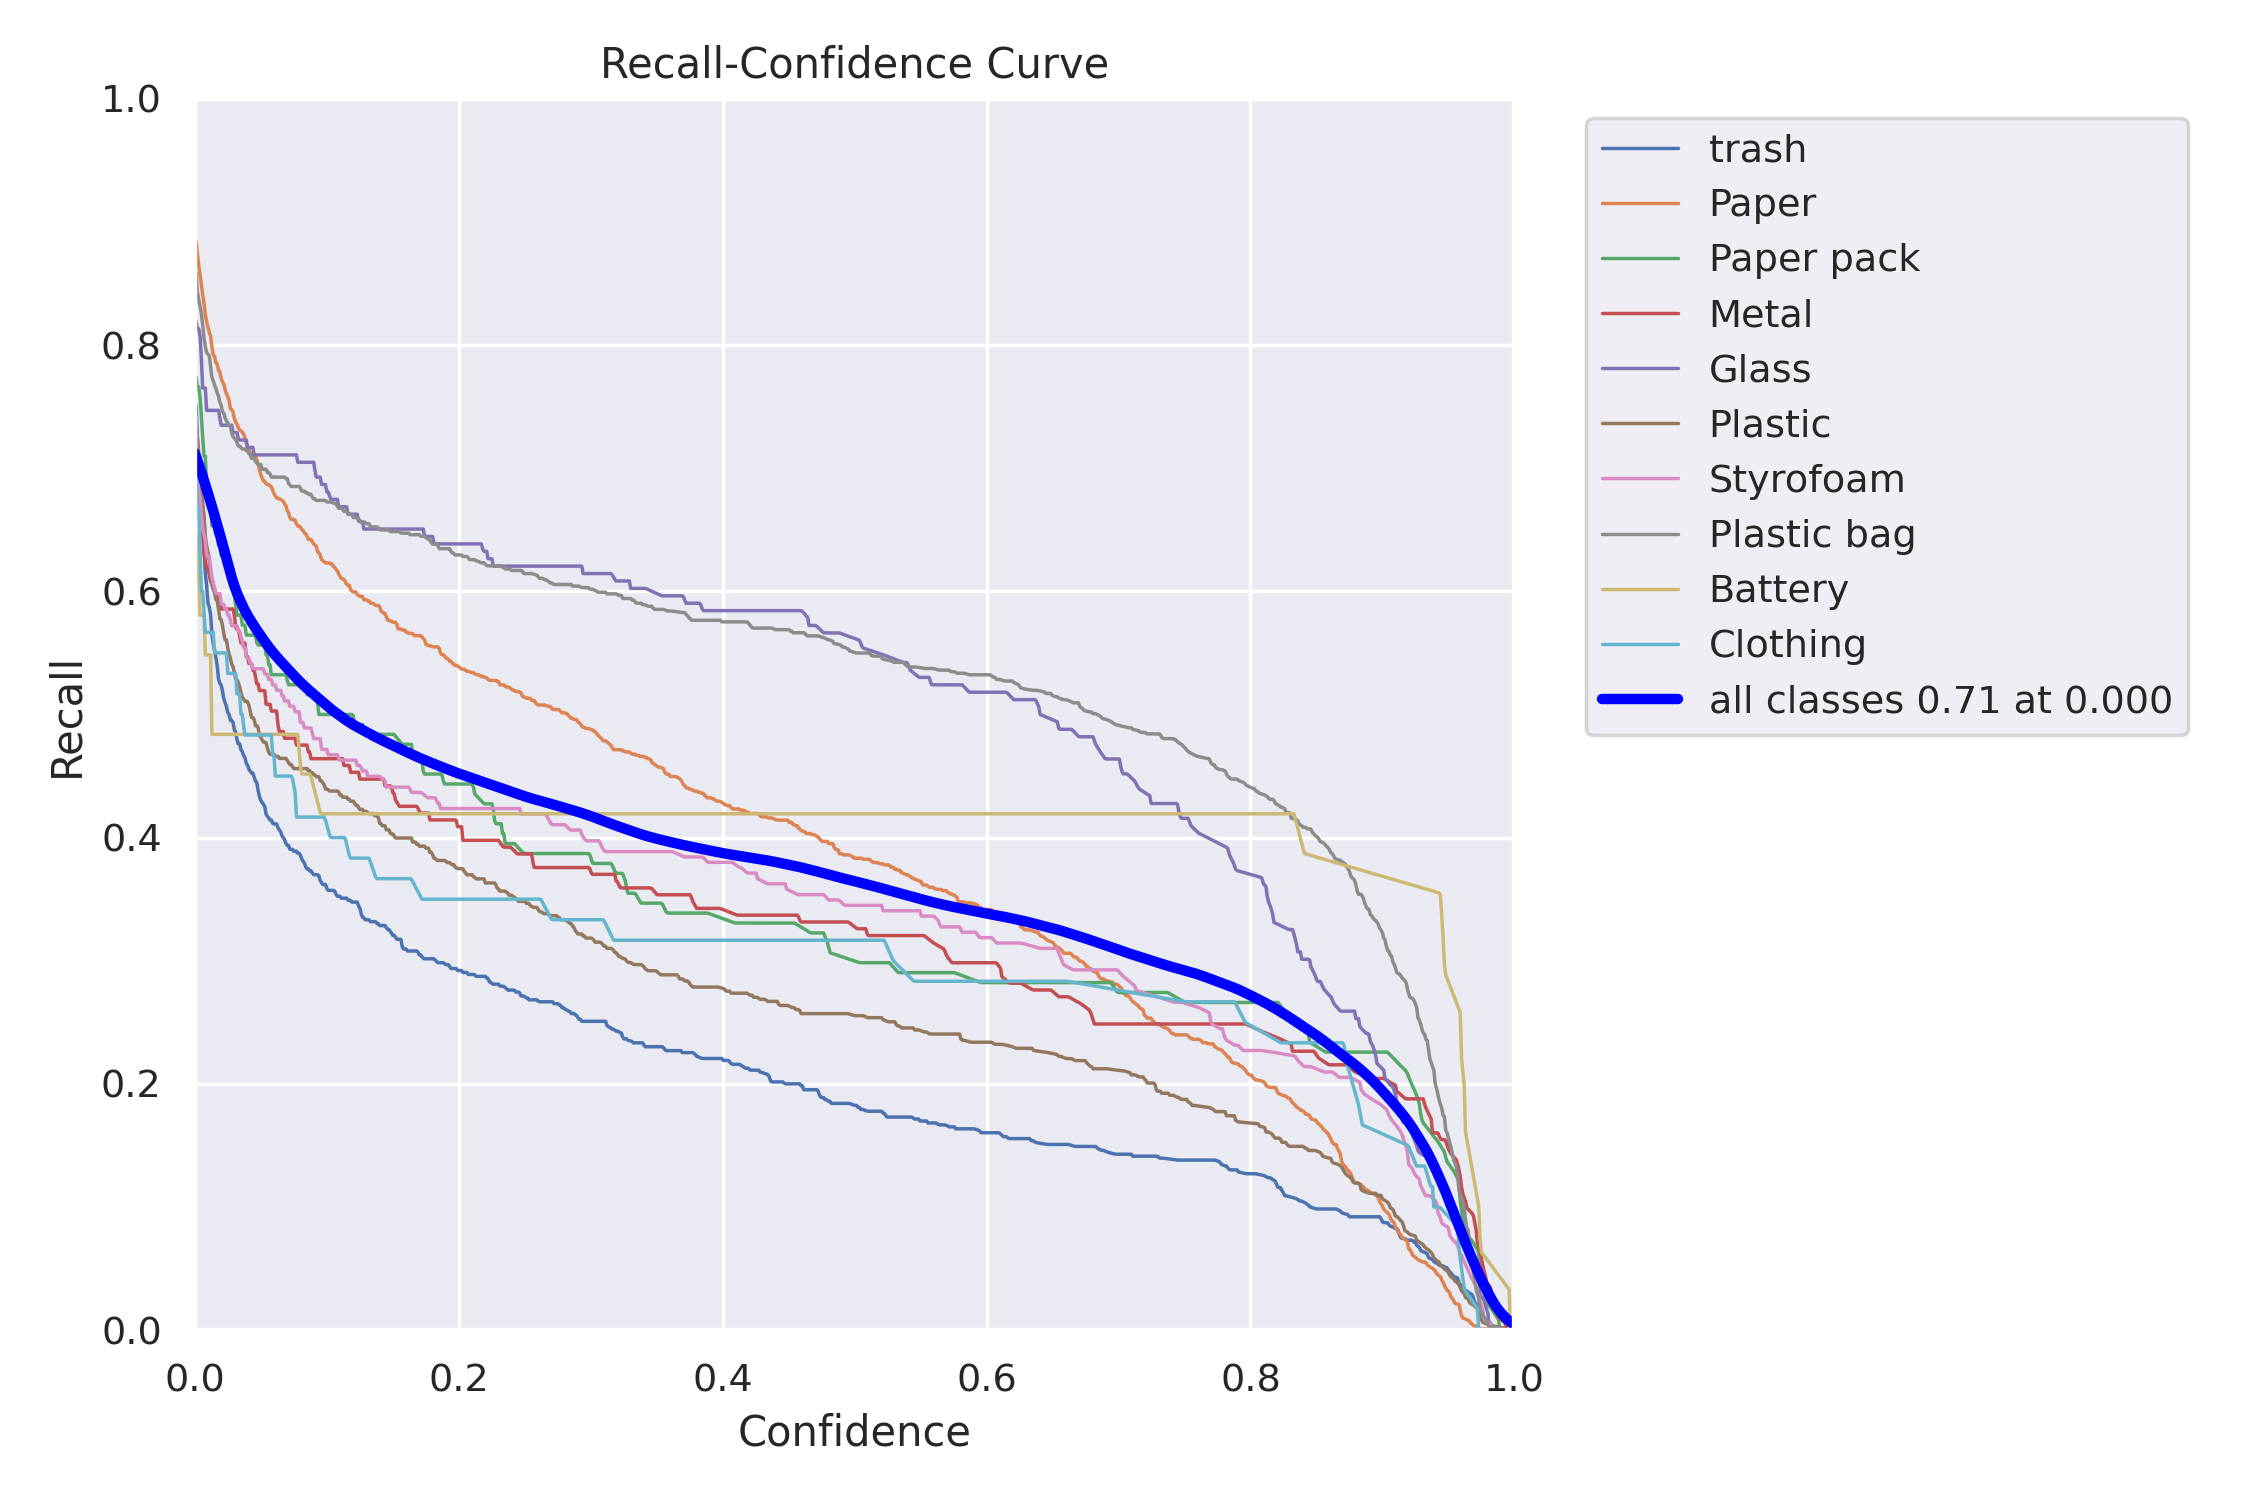 Recall-Confidence Curve
1.0
0.8
0.6
0.4
0.2
0.0
Recall
0.0 0.2 0.4 0.6 0.8 1.0
Confidence
trash
Paper
Paper pack
Metal
Glass
Plastic
Styrofoam
Plastic bag
Battery
Clothing
all classes 0.71 at 0.000